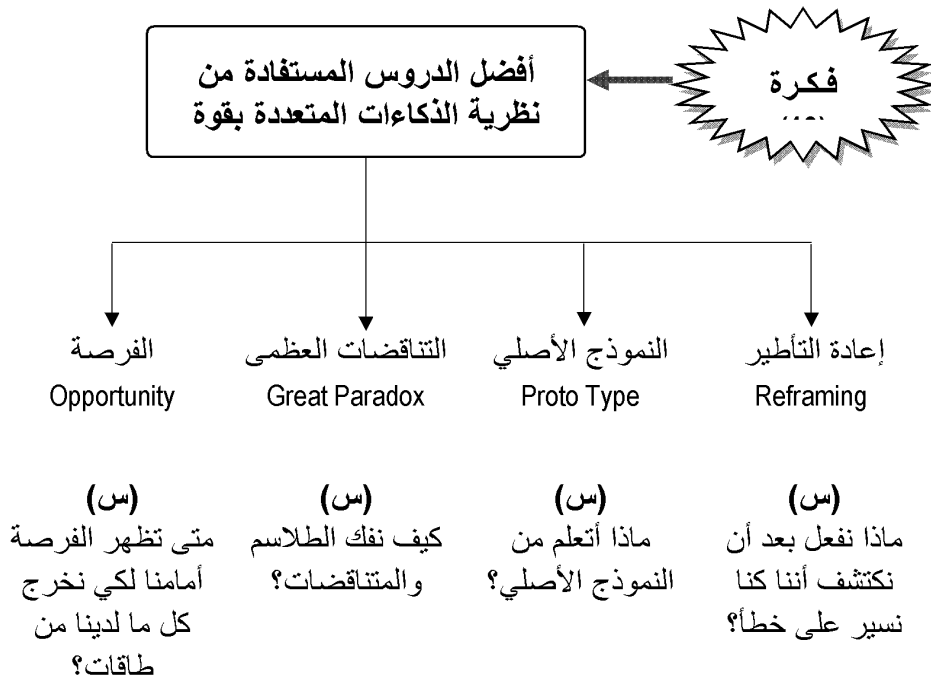 أفضل الدروس المستفادة من
نظرية الذكاءات المتعددة بقوة
فكرة
إعادة التأطير
Reframing
النموذج الأصلي
Proto Type
التناقضات العظمى
Great Paradox
الفرصة
Opportunity
(س)
ماذا نفعل بعد أن
نكتشف أننا كنا
نسير على خطأ؟
(س)
ماذا أتعلم من
النموذج الأصلي؟
(س)
كيف نفك الطلاسم
والمتناقضات؟
(س)
متى تظهر الفرصة
أمامنا لكي نخرج
كل ما لدينا من
طاقات؟